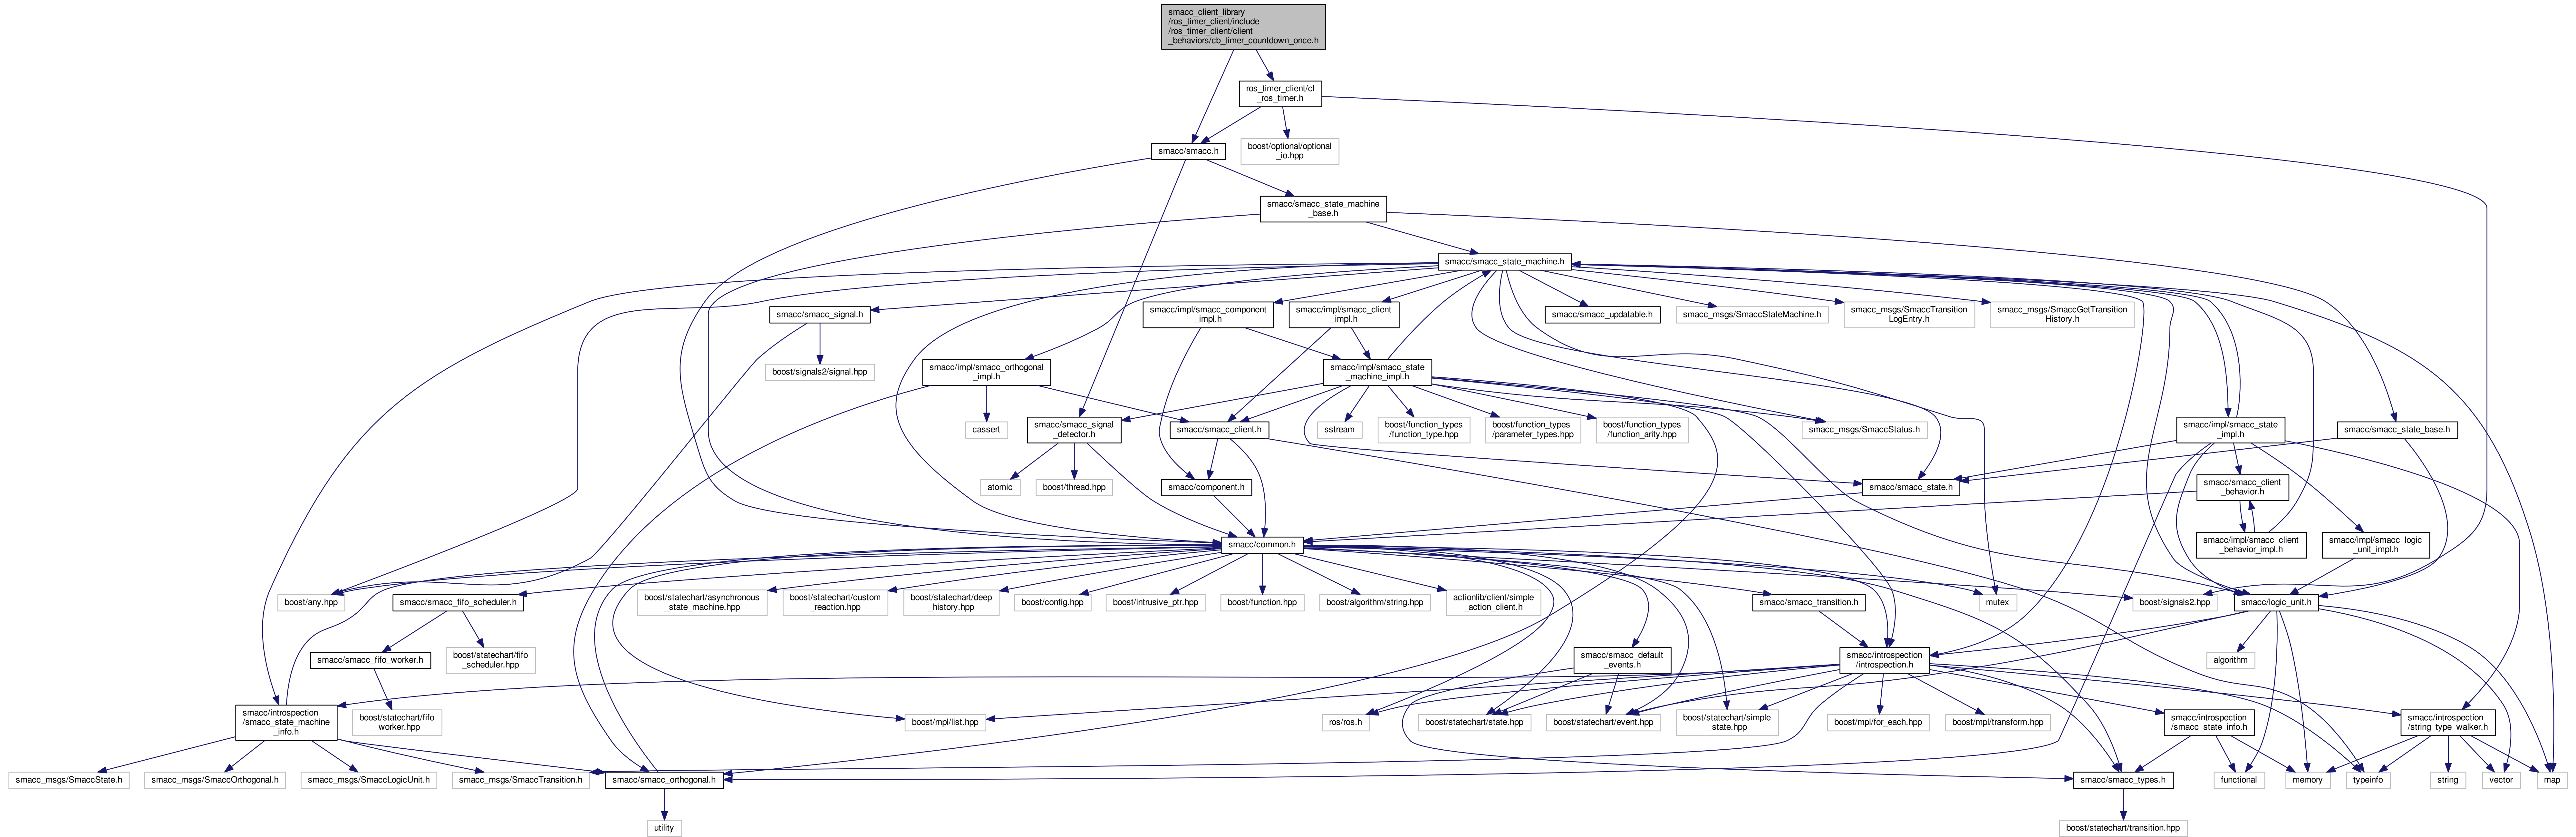 smacc_client_library
/ros_timer_client/include
/ros_timer_client/client
_behaviors/cb_timer_countdown_once.h
ros_timer_client/cl
_ros_timer.h
smacc/smacc.h
boost/optional/optional
_io.hpp
smacc/smacc_state_machine
_base.h
smacc/smacc_state_machine.h
smacc/smacc_signal.h
smacc/impl/smacc_component
_impl.h
smacc/impl/smacc_client
_impl.h
smacc/smacc_updatable.h
smacc_msgs/SmaccStateMachine.h
smacc_msgs/SmaccTransition
LogEntry.h
smacc_msgs/SmaccGetTransition
History.h
boost/signals2/signal.hpp
smacc/impl/smacc_orthogonal
_impl.h
smacc/impl/smacc_state
_machine_impl.h
cassert
smacc/smacc_signal
_detector.h
smacc/smacc_client.h
sstream
boost/function_types
/function_type.hpp
boost/function_types
/parameter_types.hpp
boost/function_types
/function_arity.hpp
smacc_msgs/SmaccStatus.h
smacc/impl/smacc_state
_impl.h
smacc/smacc_state_base.h
atomic
boost/thread.hpp
smacc/component.h
smacc/smacc_state.h
smacc/smacc_client
_behavior.h
smacc/common.h
smacc/impl/smacc_client
_behavior_impl.h
smacc/impl/smacc_logic
_unit_impl.h
boost/any.hpp
smacc/smacc_fifo_scheduler.h
boost/statechart/asynchronous
_state_machine.hpp
boost/statechart/custom
_reaction.hpp
boost/statechart/deep
_history.hpp
boost/config.hpp
boost/intrusive_ptr.hpp
boost/function.hpp
boost/algorithm/string.hpp
actionlib/client/simple
_action_client.h
smacc/smacc_transition.h
mutex
boost/signals2.hpp
smacc/logic_unit.h
smacc/smacc_fifo_worker.h
boost/statechart/fifo
_scheduler.hpp
smacc/smacc_default
_events.h
smacc/introspection
/introspection.h
algorithm
smacc/introspection
/smacc_state_machine
_info.h
boost/statechart/fifo
_worker.hpp
boost/mpl/list.hpp
ros/ros.h
boost/statechart/state.hpp
boost/statechart/event.hpp
boost/statechart/simple
_state.hpp
boost/mpl/for_each.hpp
boost/mpl/transform.hpp
smacc/introspection
/smacc_state_info.h
smacc/introspection
/string_type_walker.h
smacc_msgs/SmaccState.h
smacc_msgs/SmaccOrthogonal.h
smacc_msgs/SmaccLogicUnit.h
smacc_msgs/SmaccTransition.h
smacc/smacc_orthogonal.h
smacc/smacc_types.h
functional
memory
typeinfo
string
vector
map
utility
boost/statechart/transition.hpp